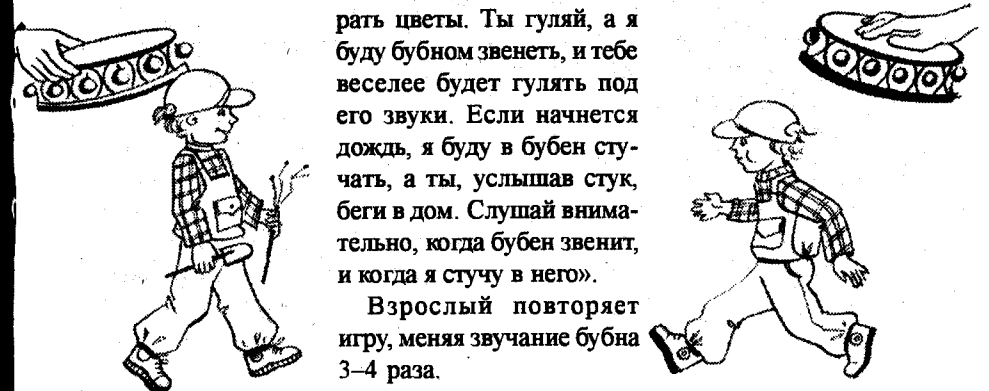 рать цветы. Ты гуляй, а я
буду бубном звенеть, и тебе
веселее будет гулять под
его звуки. Если начнется
дождь, я буду в бубен сту-
чать, а ты, услышав стук,
беги в дом. Слушай внима-
тельно, когда бубен звенит,
и когда я стучу в него».
Взрослый повторяет
игру, меняя звучание бубна
3–4 раза.